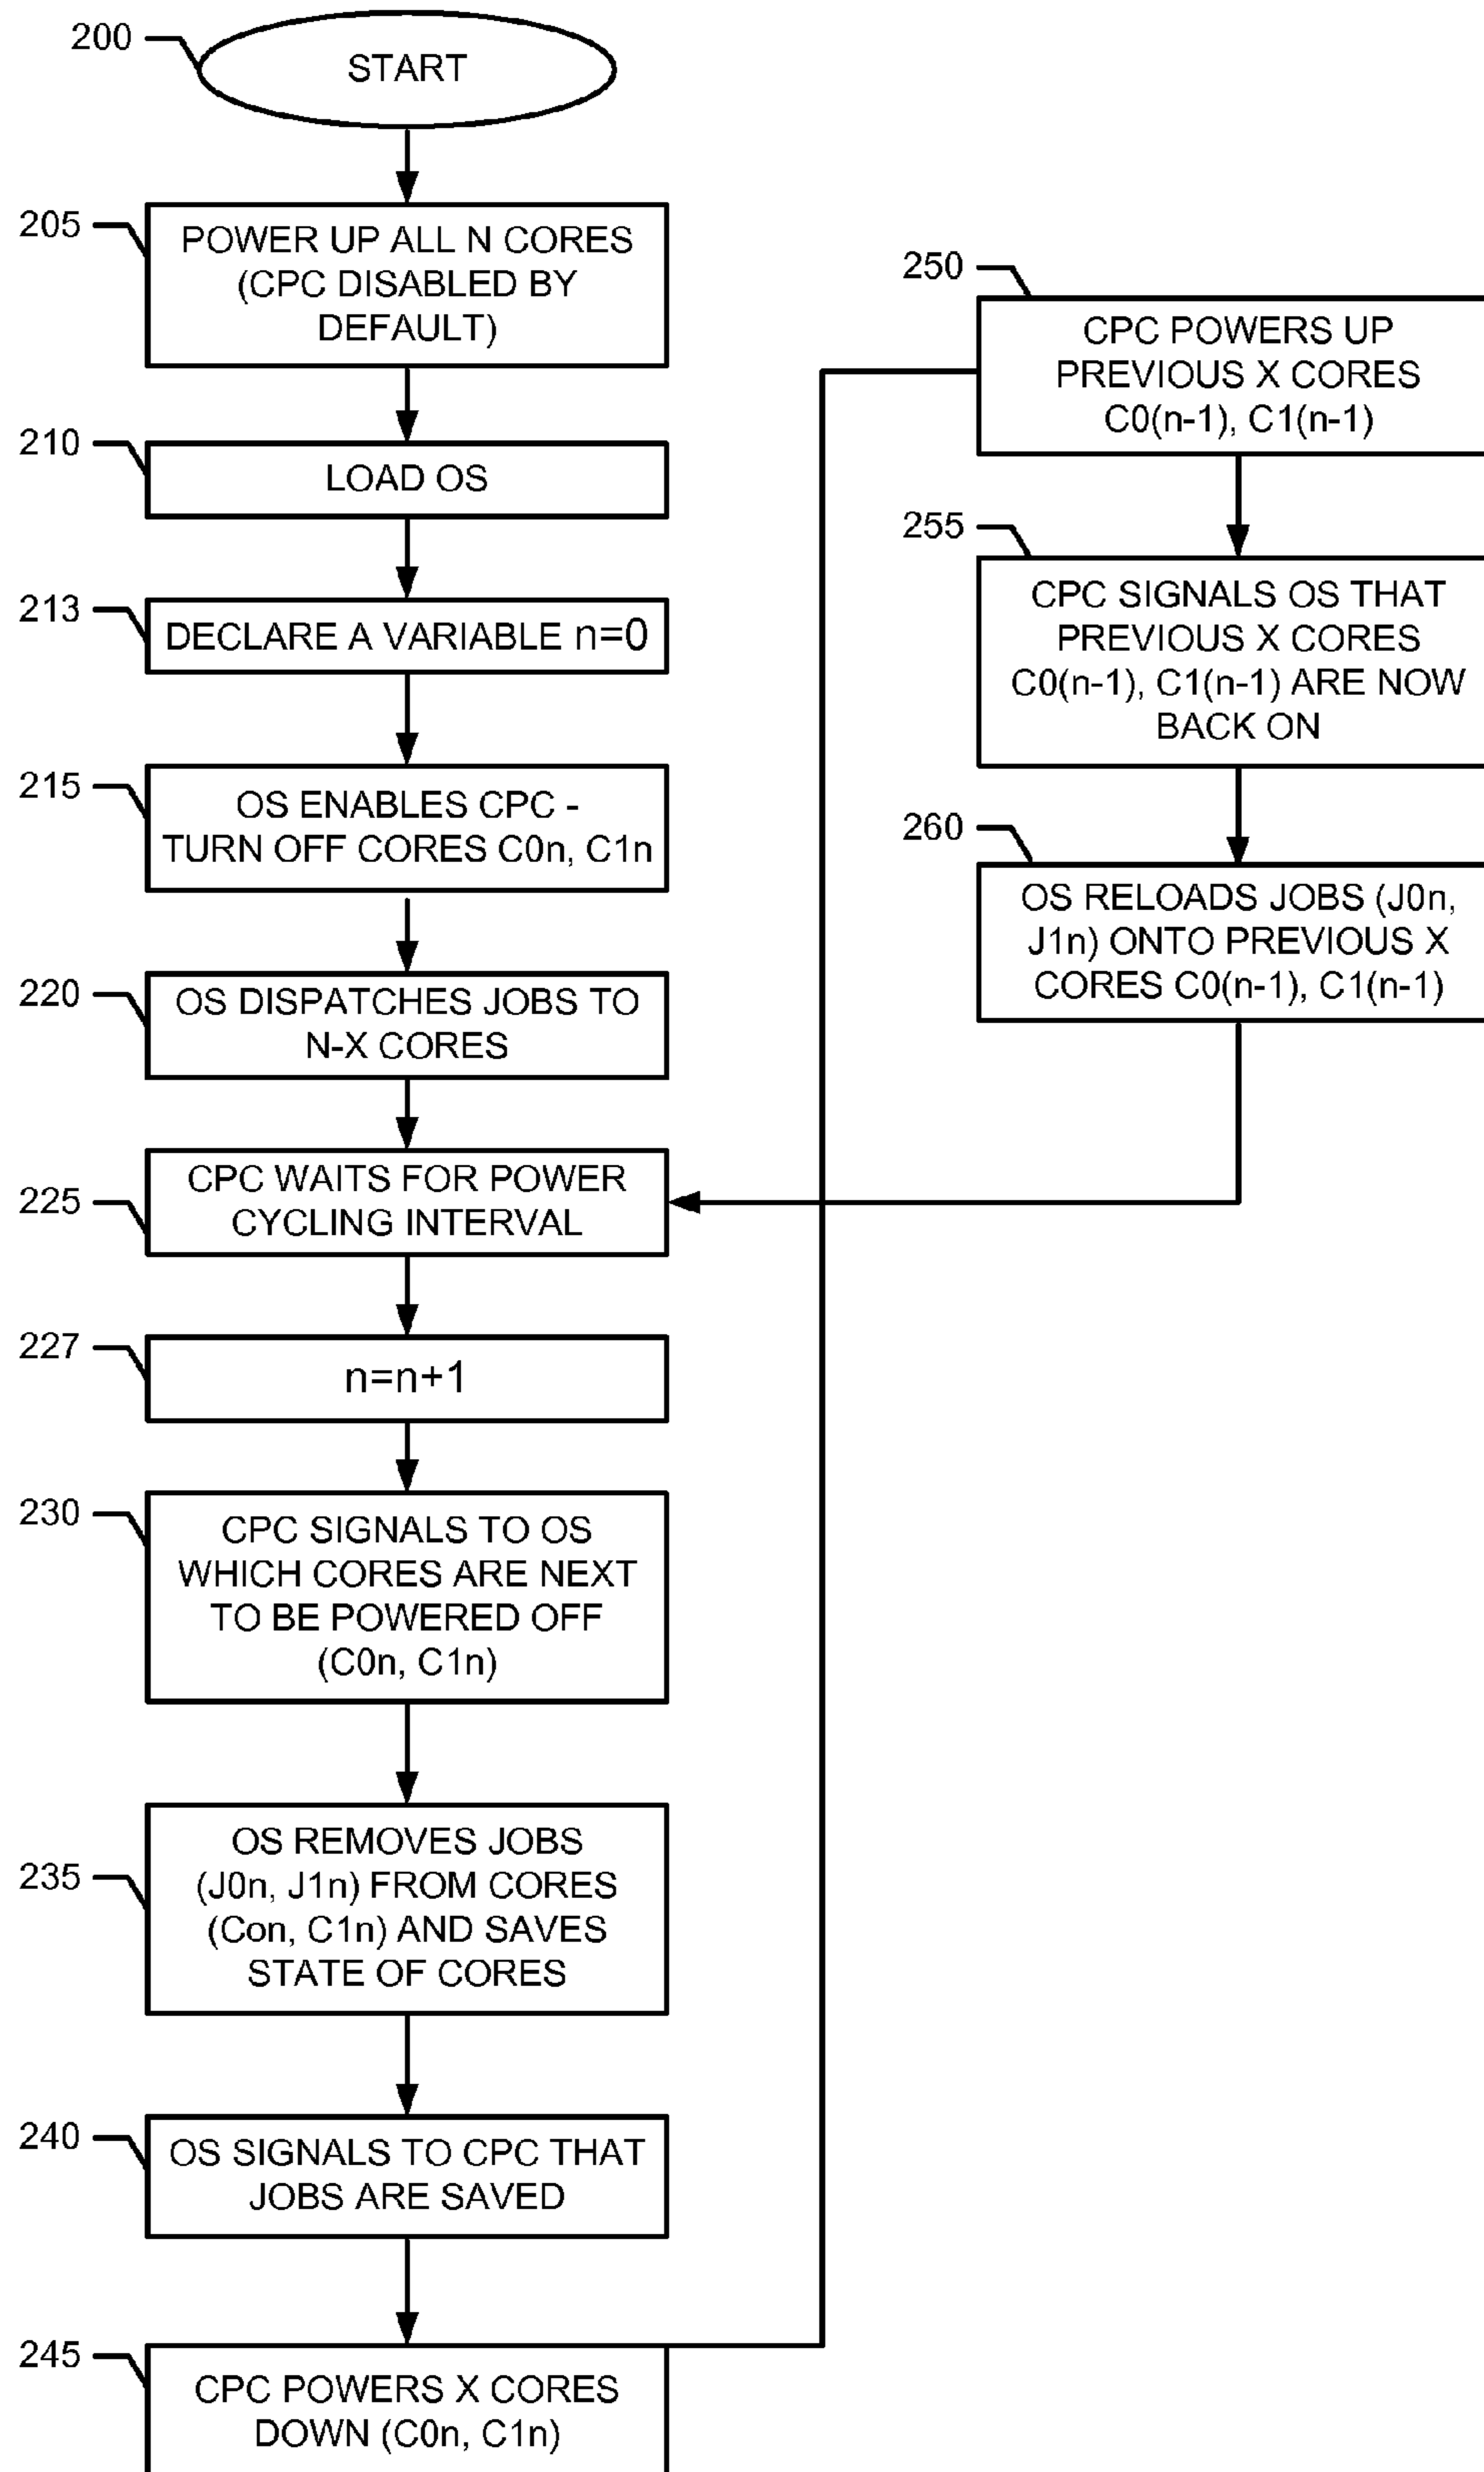 200
START
205
POWER UP ALL N CORES
(CPC DISABLED BY
DEFAULT)
210
LOAD OS
213
DECLARE A VARIABLE n=0
215
OS ENABLES CPC -
TURN OFF CORES C0n, C1n
220
OS DISPATCHES JOBS TO
N-X CORES
225
CPC WAITS FOR POWER
CYCLING INTERVAL
227
n=n+1
230
CPC SIGNALS TO OS
WHICH CORES ARE NEXT
TO BE POWERED OFF
(C0n, C1n)
235
OS REMOVES JOBS
(J0n, J1n) FROM CORES
(Con, C1n) AND SAVES
STATE OF CORES
240
OS SIGNALS TO CPC THAT
JOBS ARE SAVED
245
CPC POWERS X CORES
DOWN (C0n, C1n)
250
CPC POWERS UP
PREVIOUS X CORES
C0(n-1), C1(n-1)
255
CPC SIGNALS OS THAT
PREVIOUS X CORES
C0(n-1), C1(n-1) ARE NOW
BACK ON
260
OS RELOADS JOBS (J0n,
J1n) ONTO PREVIOUS X
CORES C0(n-1), C1(n-1)